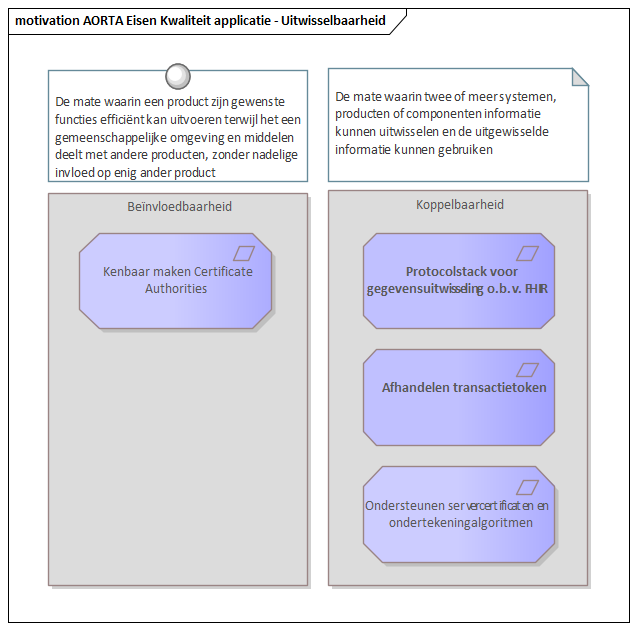 motivation AORTA Eisen Kwaliteit applicatie - Uitwisselbaarheid
De mate waarin een product zijn gewenste
functies efficiënt kan uitvoeren terwijl het een
gemeenschappelijke omgeving en middelen
deelt met andere producten, zonder nadelige
invloed op enig ander product
De mate waarin twee of meer systemen,
producten of componenten informatie
kunnen uitwisselen en de uitgewisselde
informatie kunnen gebruiken
Beïnvloedbaarheid
Kenbaar maken Certificate
Authorities
Koppelbaarheid
Protocolstack voor
gegevensuitwisseling o.b.v. FHIR
Afhandelen transactietoken
Ondersteunen servercertificaten en
ondertekeningalgoritmen